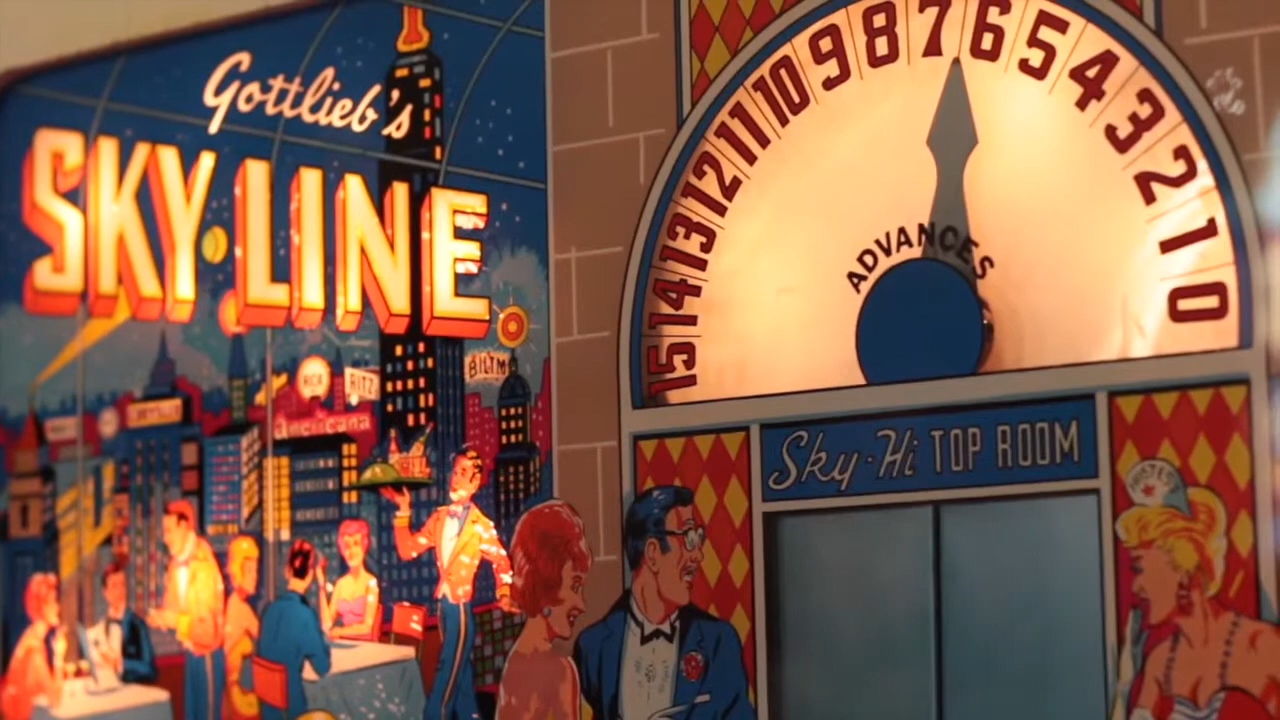 Gottlieb's
SKY·LINE
BILTM
RCA
RITZ
americana
15 14 13 12 11 10 9 8 7 6 5 4 3 2 1 0
ADVANCES
Sky-Hi TOP ROOM